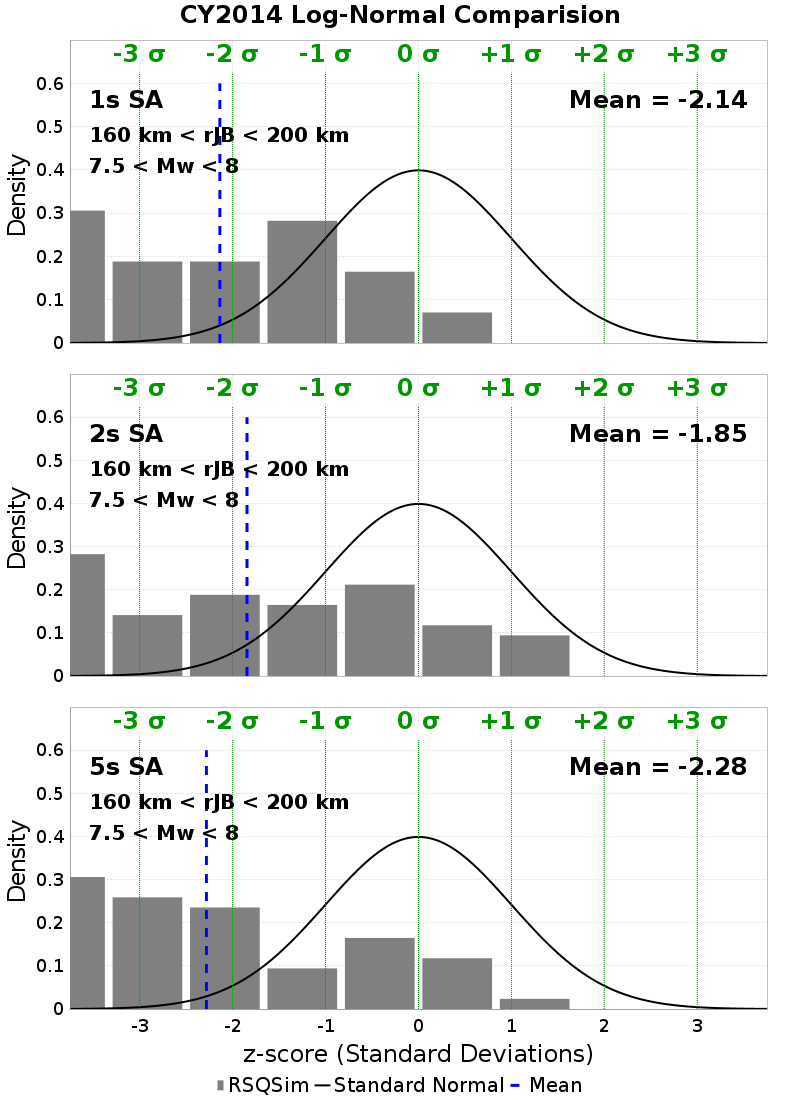 CY2014 Log-Normal Comparision
-3 σ -2 σ -1 σ 0 σ +1 σ +2 σ +3 σ
0.6
1s SA Mean = -2.14
0.5
160 km < rJB < 200 km
7.5 < Mw < 8
0.4
Density
0.3
0.2
0.1
0
-3 σ -2 σ -1 σ 0 σ +1 σ +2 σ +3 σ
0.6
2s SA Mean = -1.85
0.5
160 km < rJB < 200 km
7.5 < Mw < 8
0.4
Density
0.3
0.2
0.1
0
-3 σ -2 σ -1 σ 0 σ +1 σ +2 σ +3 σ
0.6
5s SA Mean = -2.28
0.5
160 km < rJB < 200 km
7.5 < Mw < 8
0.4
Density
0.3
0.2
0.1
0
-3 -2 -1 0 1 2 3
z-score (Standard Deviations)
RSQSim Standard Normal Mean